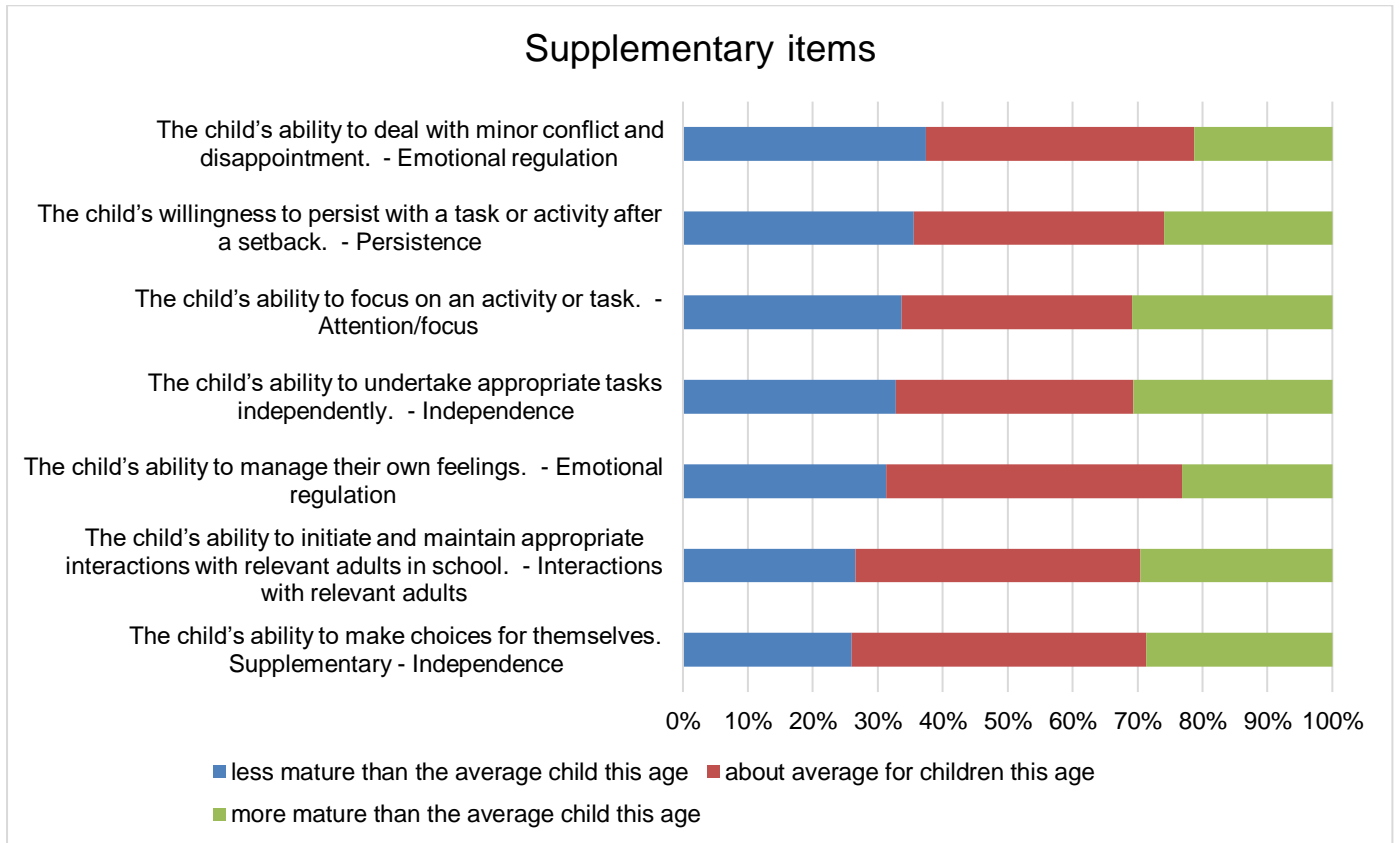 Supplementary items
The child’s ability to deal with minor conflict and
disappointment.  - Emotional regulation
The child’s willingness to persist with a task or activity after
a setback.  - Persistence
The child’s ability to focus on an activity or task.  -
Attention/focus
The child’s ability to undertake appropriate tasks
independently.  - Independence
The child’s ability to manage their own feelings.  - Emotional
regulation
The child’s ability to initiate and maintain appropriate
interactions with relevant adults in school.  - Interactions
with relevant adults
The child’s ability to make choices for themselves.
Supplementary - Independence
0% 10% 20% 30% 40% 50% 60% 70% 80% 90% 100%
less mature than the average child this age about average for children this age
more mature than the average child this age